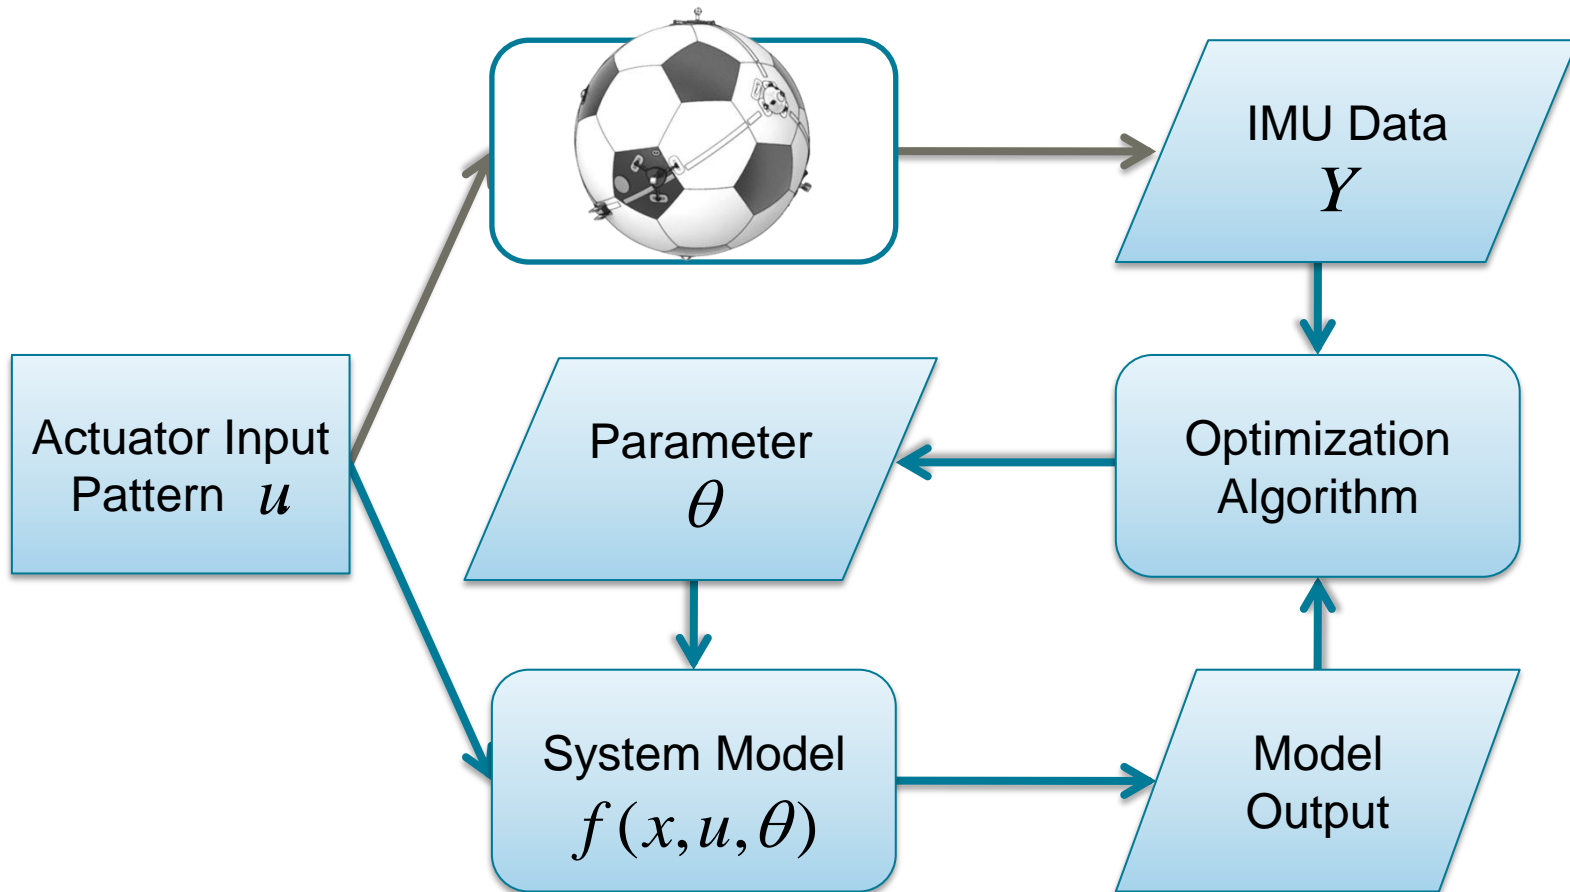 IMU Data
Y
Actuator Input
Pattern u
Parameter
θ
Optimization
Algorithm
System Model
f(x,u,θ)
Model
Output